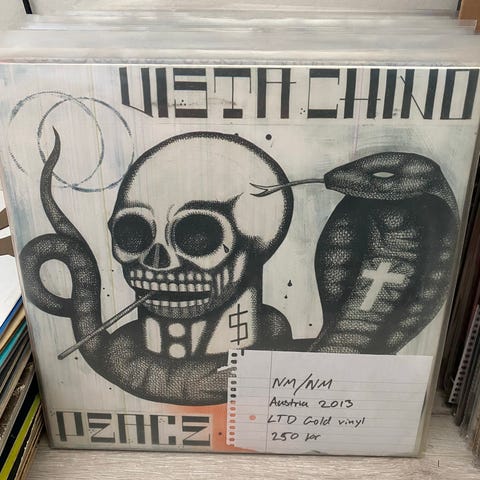 VISTA CHINO
$
PEACE
NM/NM
Austria 2013
LTD Gold vinyl
250 kr